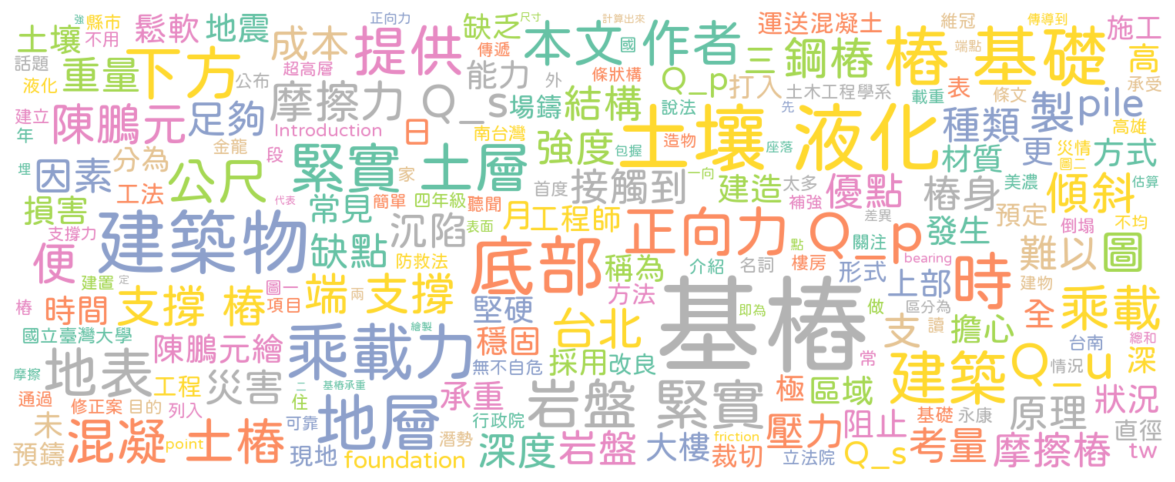 土壤
話題
縣市
不用
鬆軟
地震
成本
提供
正向力
尺寸
缺乏
傳遞
本文
作者
國
計算出來
運送混凝土
三
鋼樁
維冠
端點
樁
基礎
傳導到
施工
高
承受
液化
重量
下方
公布
超高層
能力
外
條狀構
Q_p
打入
土木工程學系
表
載重
條文
強
建立
年
陳鵬元
足夠
摩擦力 Q_s
場鑄
結構
說法
先
土壤 液化
種類
製
pile
金龍
Introduction
日
南台灣
強度
包握
造物
座落
材質
更
高雄
災情
圖二
方式
埋
因素
分為
段
緊實 土層
家
一向
工法
公尺
四年級
首度
接觸到
建造
太多
補強
優點
樁身
美濃
傾斜
估算
損害
代表
常見
簡單
聽聞
表面
月
工程師
差異
預定
倒塌
不均
支撐力
建築物
缺點
沉陷
防救法
底部
稱為
正向力 Q_p
點
關注
發生
難以
圖
便
建置
定
圖一
項目
端 支撐
兩
方法
介紹
名詞
樓房
bearing
形式
上部
時
建物
樁
時間
支撐 樁
堅硬
基樁
即為
做
區分為
支
讀
全
乘載
國立臺灣大學
陳鵬元繪
乘載力
繪製
穩固
台北
擔心
台南
總和
摩擦
地表
工程
災害
二
基樁承重
無不自危
採用
改良
常
建築
Q_u
情況
深
通過
修正案
目的
列入
住
承重
岩盤 緊實
極
區域
基礎
永康
原理
狀況
未
預鑄
混凝 土樁
point
可靠
現地
地層
行政院
潛勢
foundation
深度
岩盤
大樓
friction
裁切
壓力
立法院
阻止
Q_s
考量
摩擦樁
直徑
tw